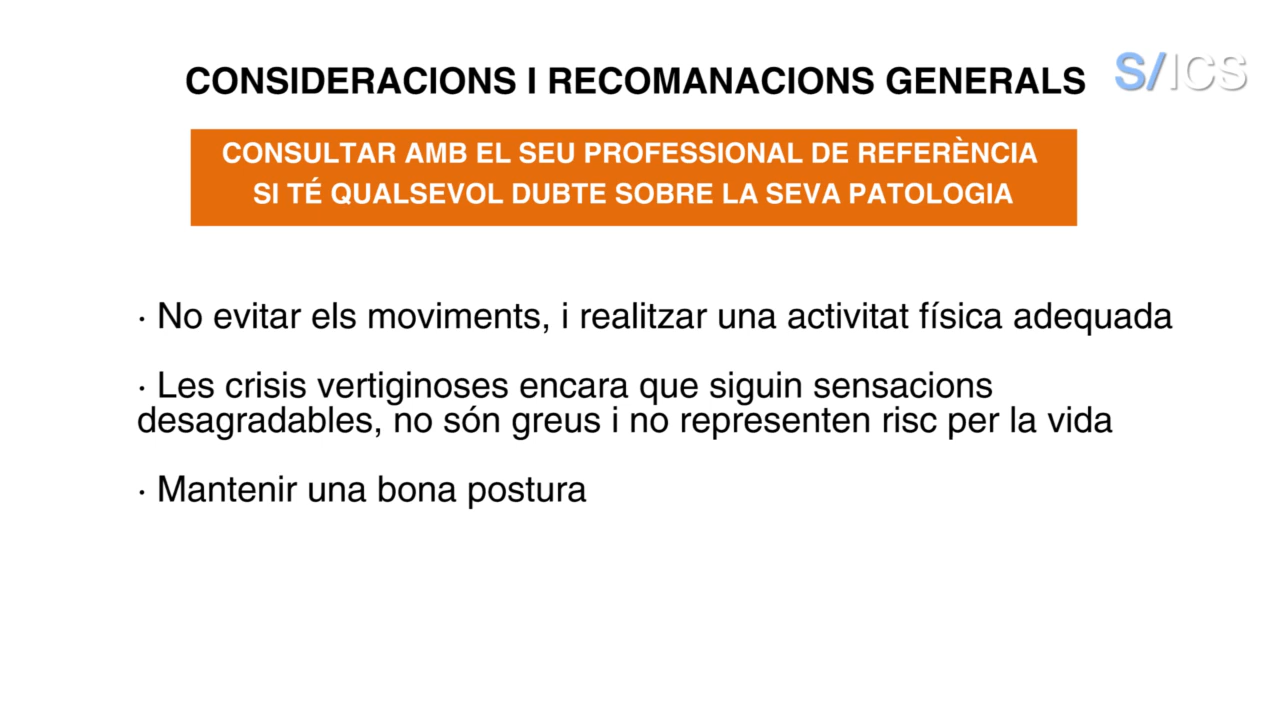 CONSIDERACIONS I RECOMANACIONS GENERALS
S/ICS
CONSULTAR AMB EL SEU PROFESSIONAL DE REFERÈNCIA
SI TÉ QUALSEVOL DUBTE SOBRE LA SEVA PATOLOGIA
· No evitar els moviments, i realitzar una activitat física adequada
· Les crisis vertiginoses encara que siguin sensacions
desagradables, no són greus i no representen risc per la vida
· Mantenir una bona postura